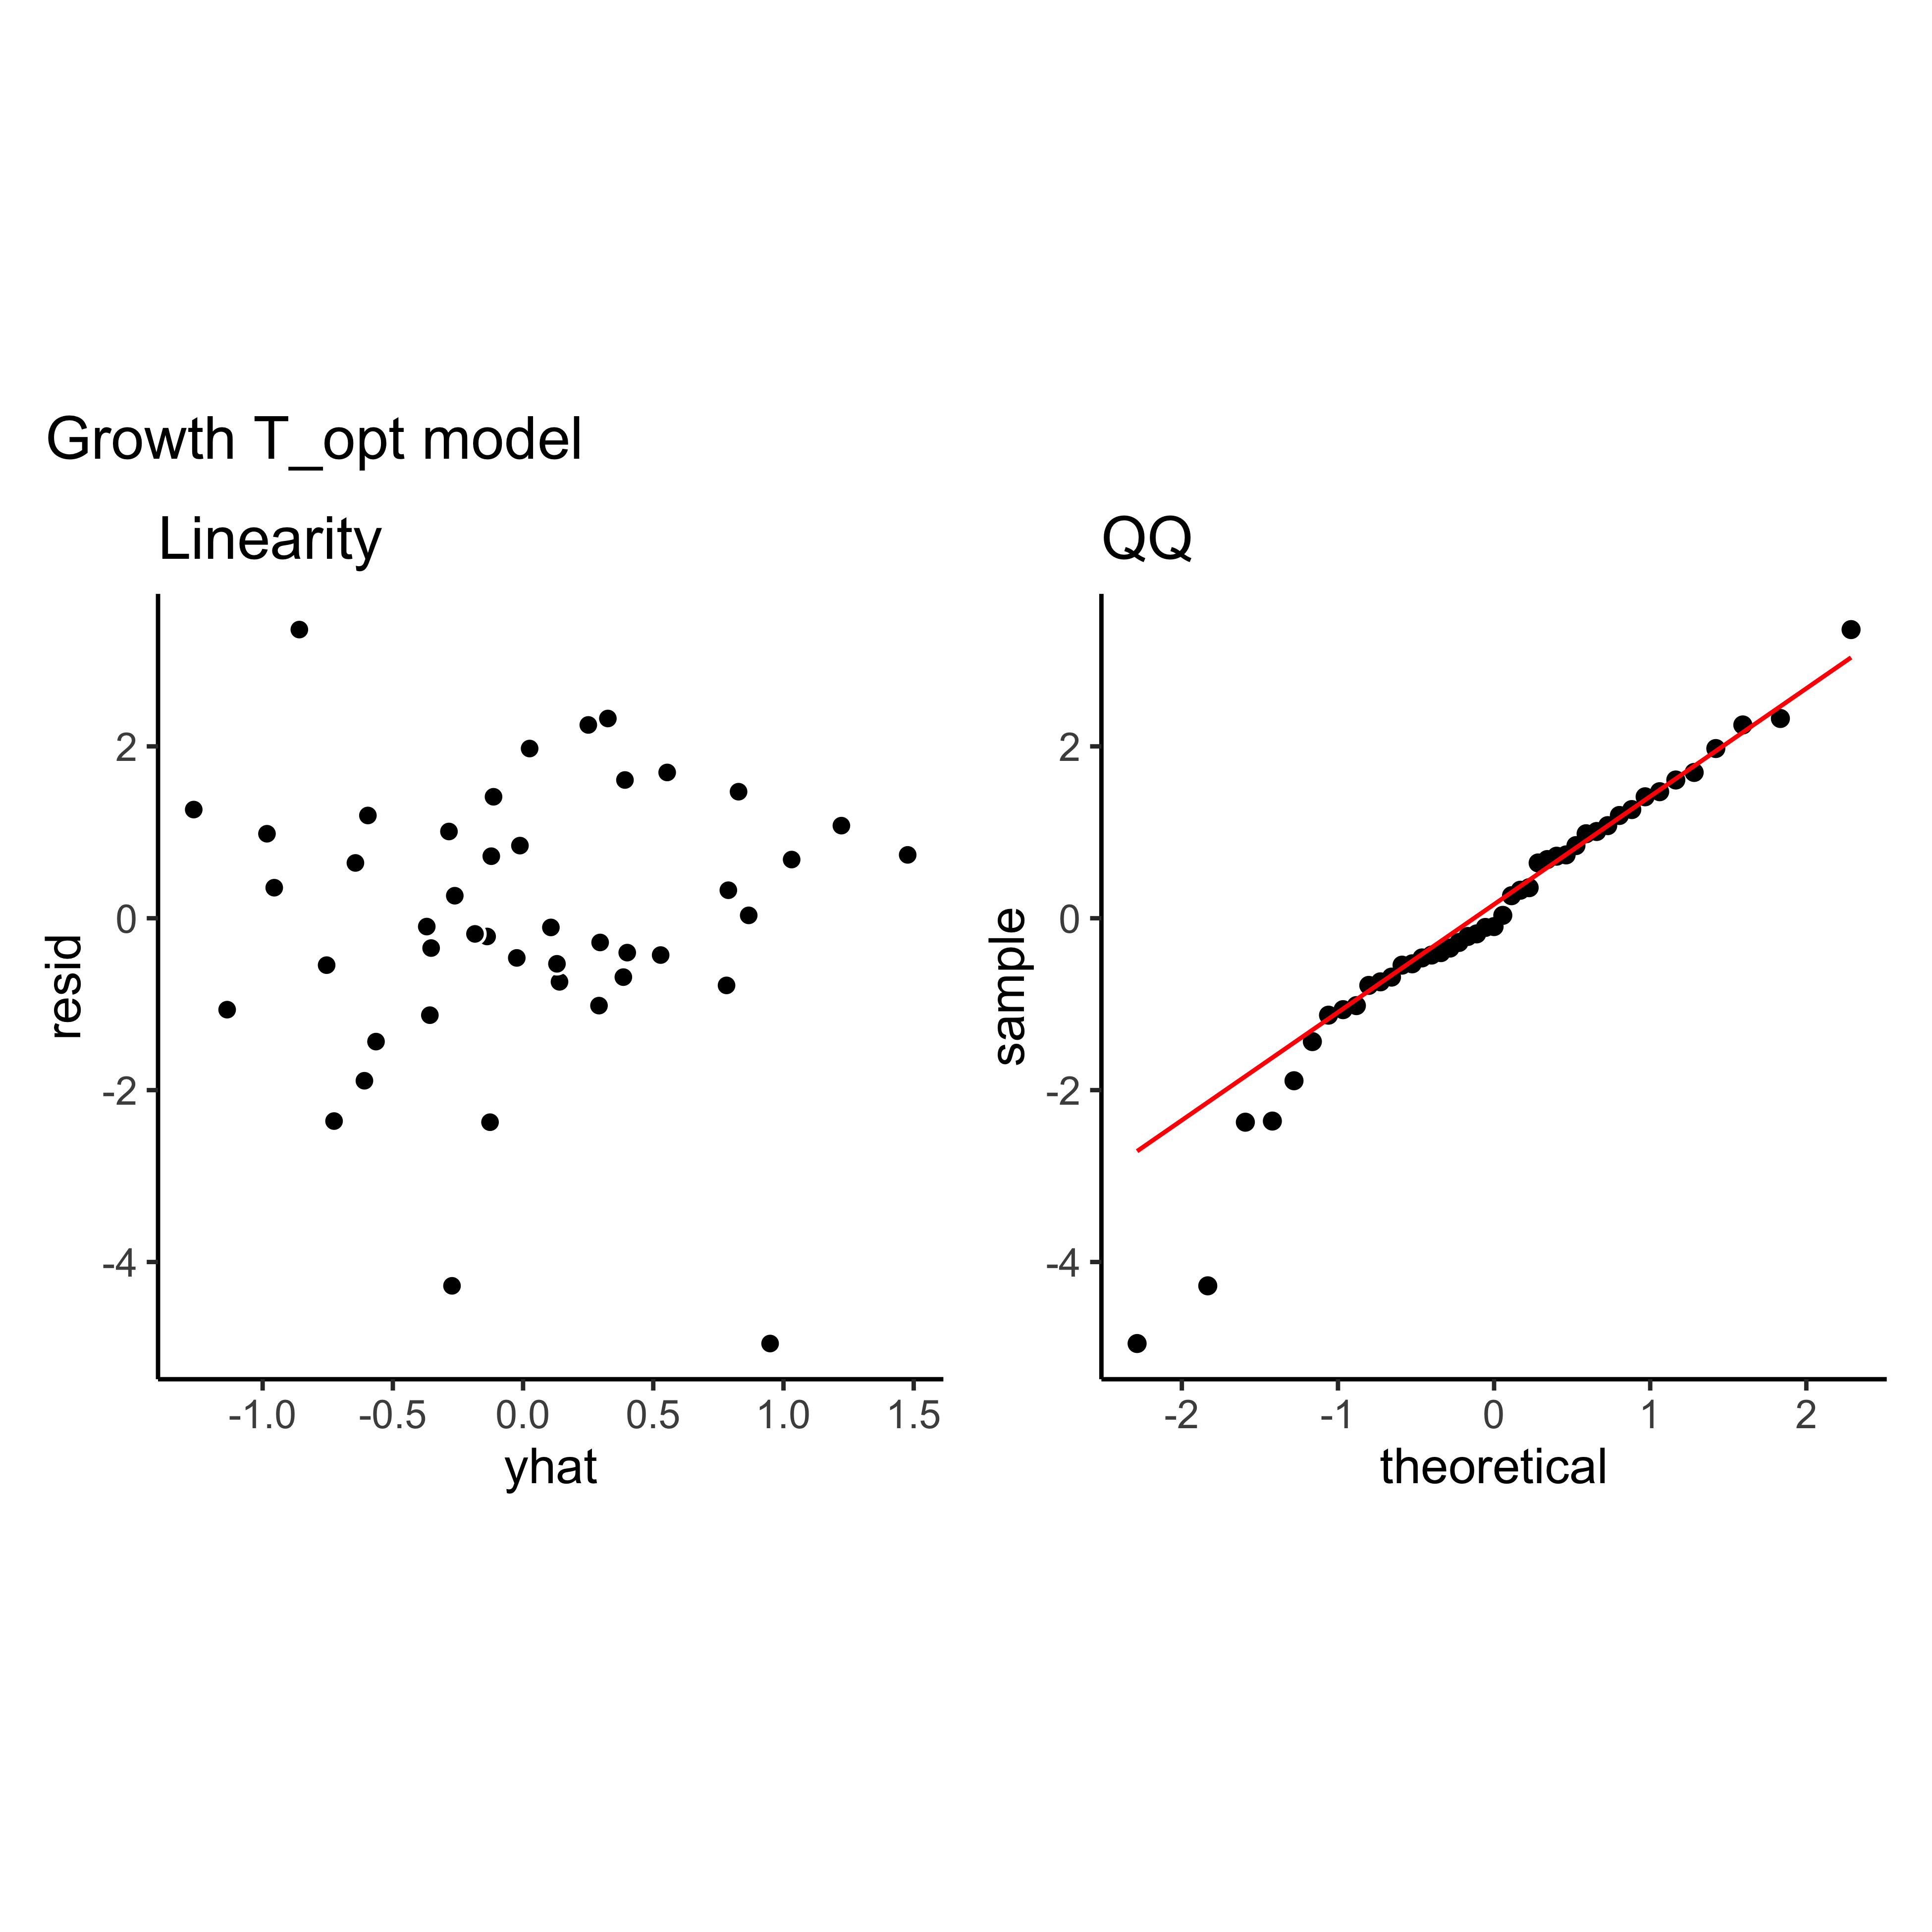 Growth T_opt model
Linearity
resid
2
0
-2
-4
-1.0 -0.5 0.0 0.5 1.0 1.5
yhat
QQ
sample
2
0
-2
-4
-2 -1 0 1 2
theoretical